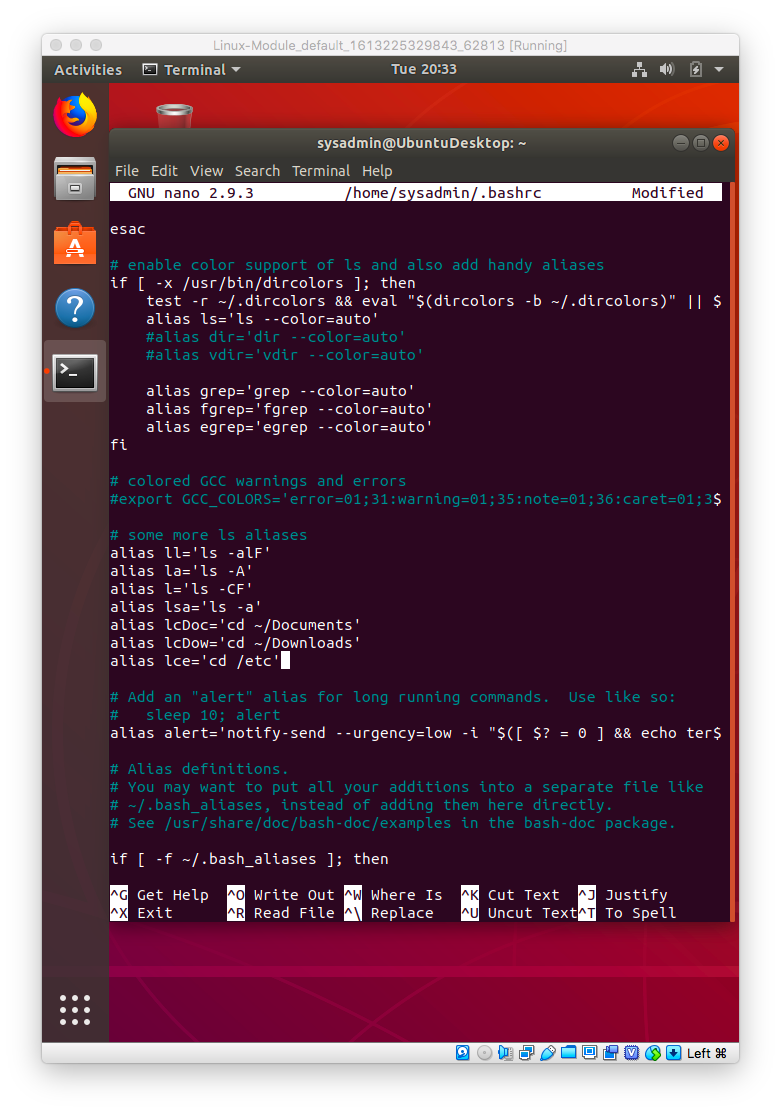 Linux-Module_default_1613225329843_62813 [Running]
Activities Terminal Tue 20:33
sysadmin@UbuntuDesktop: ~
File Edit View Search Terminal Help
GNU nano 2.9.3 /home/sysadmin/.bashrc Modified
esac
# enable color support of ls and also add handy aliases
if [ -x /usr/bin/dircolors ]; then
    test -r ~/.dircolors && eval "$(dircolors -b ~/.dircolors)" || $
    alias ls='ls --color=auto'
    #alias dir='dir --color=auto'
    #alias vdir='vdir --color=auto'
    alias grep='grep --color=auto'
    alias fgrep='fgrep --color=auto'
    alias egrep='egrep --color=auto'
fi
# colored GCC warnings and errors
#export GCC_COLORS='error=01;31:warning=01;35:note=01;36:caret=01;3$
# some more ls aliases
alias ll='ls -alF'
alias la='ls -A'
alias l='ls -CF'
alias lsa='ls -a'
alias lcDoc='cd ~/Documents'
alias lcDow='cd ~/Downloads'
alias lce='cd /etc'
# Add an "alert" alias for long running commands.  Use like so:
#   sleep 10; alert
alias alert='notify-send --urgency=low -i "$([ $? = 0 ] && echo ter$
# Alias definitions.
# You may want to put all your additions into a separate file like
# ~/.bash_aliases, instead of adding them here directly.
# See /usr/share/doc/bash-doc/examples in the bash-doc package.
if [ -f ~/.bash_aliases ]; then
^G Get Help ^O Write Out ^W Where Is ^K Cut Text ^J Justify
^X Exit ^R Read File ^\ Replace ^U Uncut Text ^T To Spell
Left ⌘